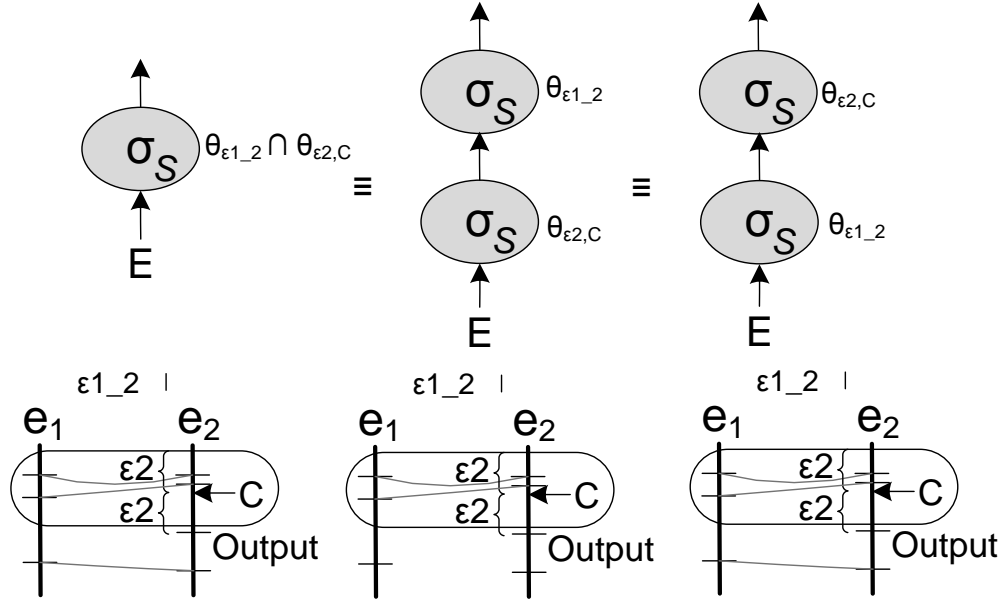 σS θε1_2 ∩ θε2,C
E
≡
σS θε1_2
σS θε2,C
E
≡
σS θε2,C
σS θε1_2
E
ε1_2
e1 e2
ε2
ε2 C
Output
ε1_2
e1 e2
ε2
ε2 C
Output
ε1_2
e1 e2
ε2
ε2 C
Output